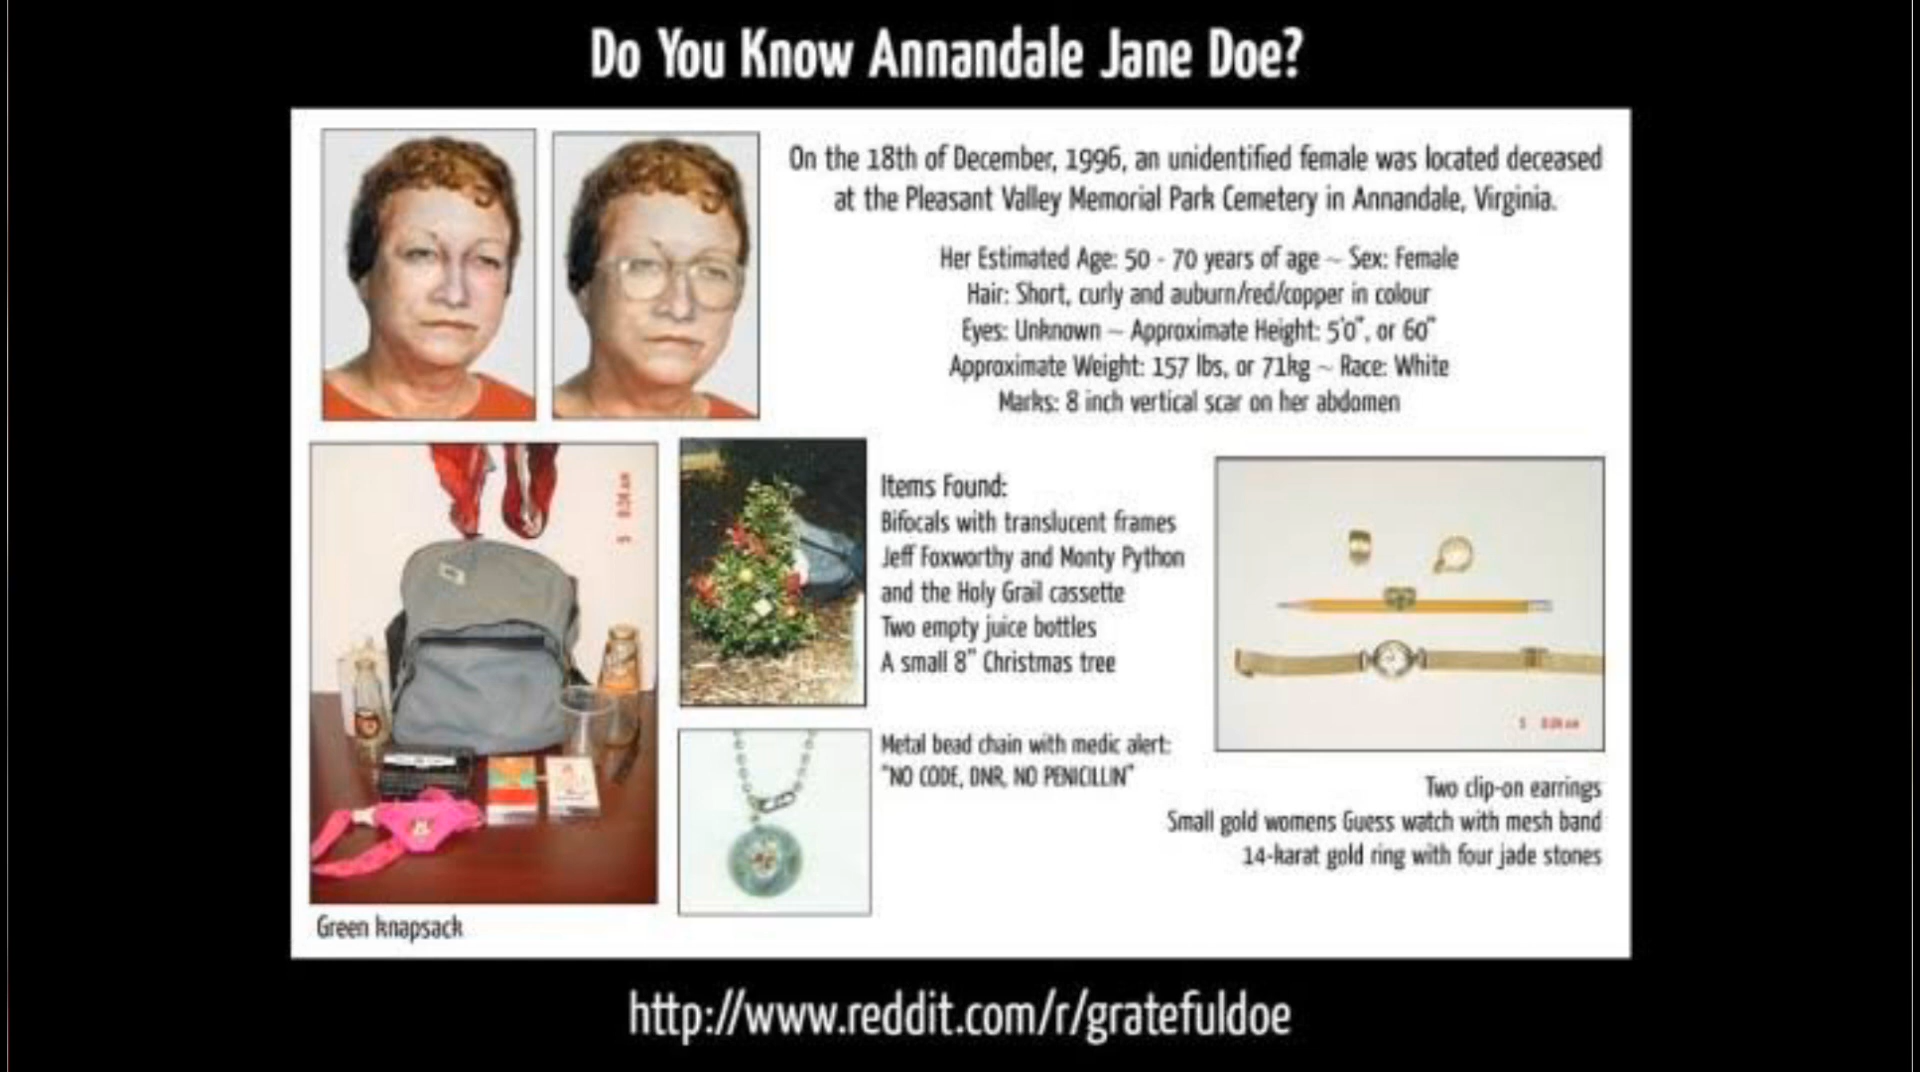 Do You Know Annandale Jane Doe?
On the 18th of December, 1996, an unidentified female was located deceased
at the Pleasant Valley Memorial Park Cemetery in Annandale, Virginia.
Her Estimated Age: 50 - 70 years of age ~ Sex: Female
Hair: Short, curly and auburn/red/copper in colour
Eyes: Unknown ~ Approximate Height: 5'0", or 60"
Approximate Weight: 157 lbs, or 71kg ~ Race: White
Marks: 8 inch vertical scar on her abdomen
Items Found:
Bifocals with translucent frames
Jeff Foxworthy and Monty Python
and the Holy Grail cassette
Two empty juice bottles
A small 8" Christmas tree
Metal bead chain with medic alert:
"NO CODE, DNR, NO PENICILLIN"
Two clip-on earrings
Small gold womens Guess watch with mesh band
14-karat gold ring with four jade stones
Green knapsack
http://www.reddit.com/r/gratefuldoe